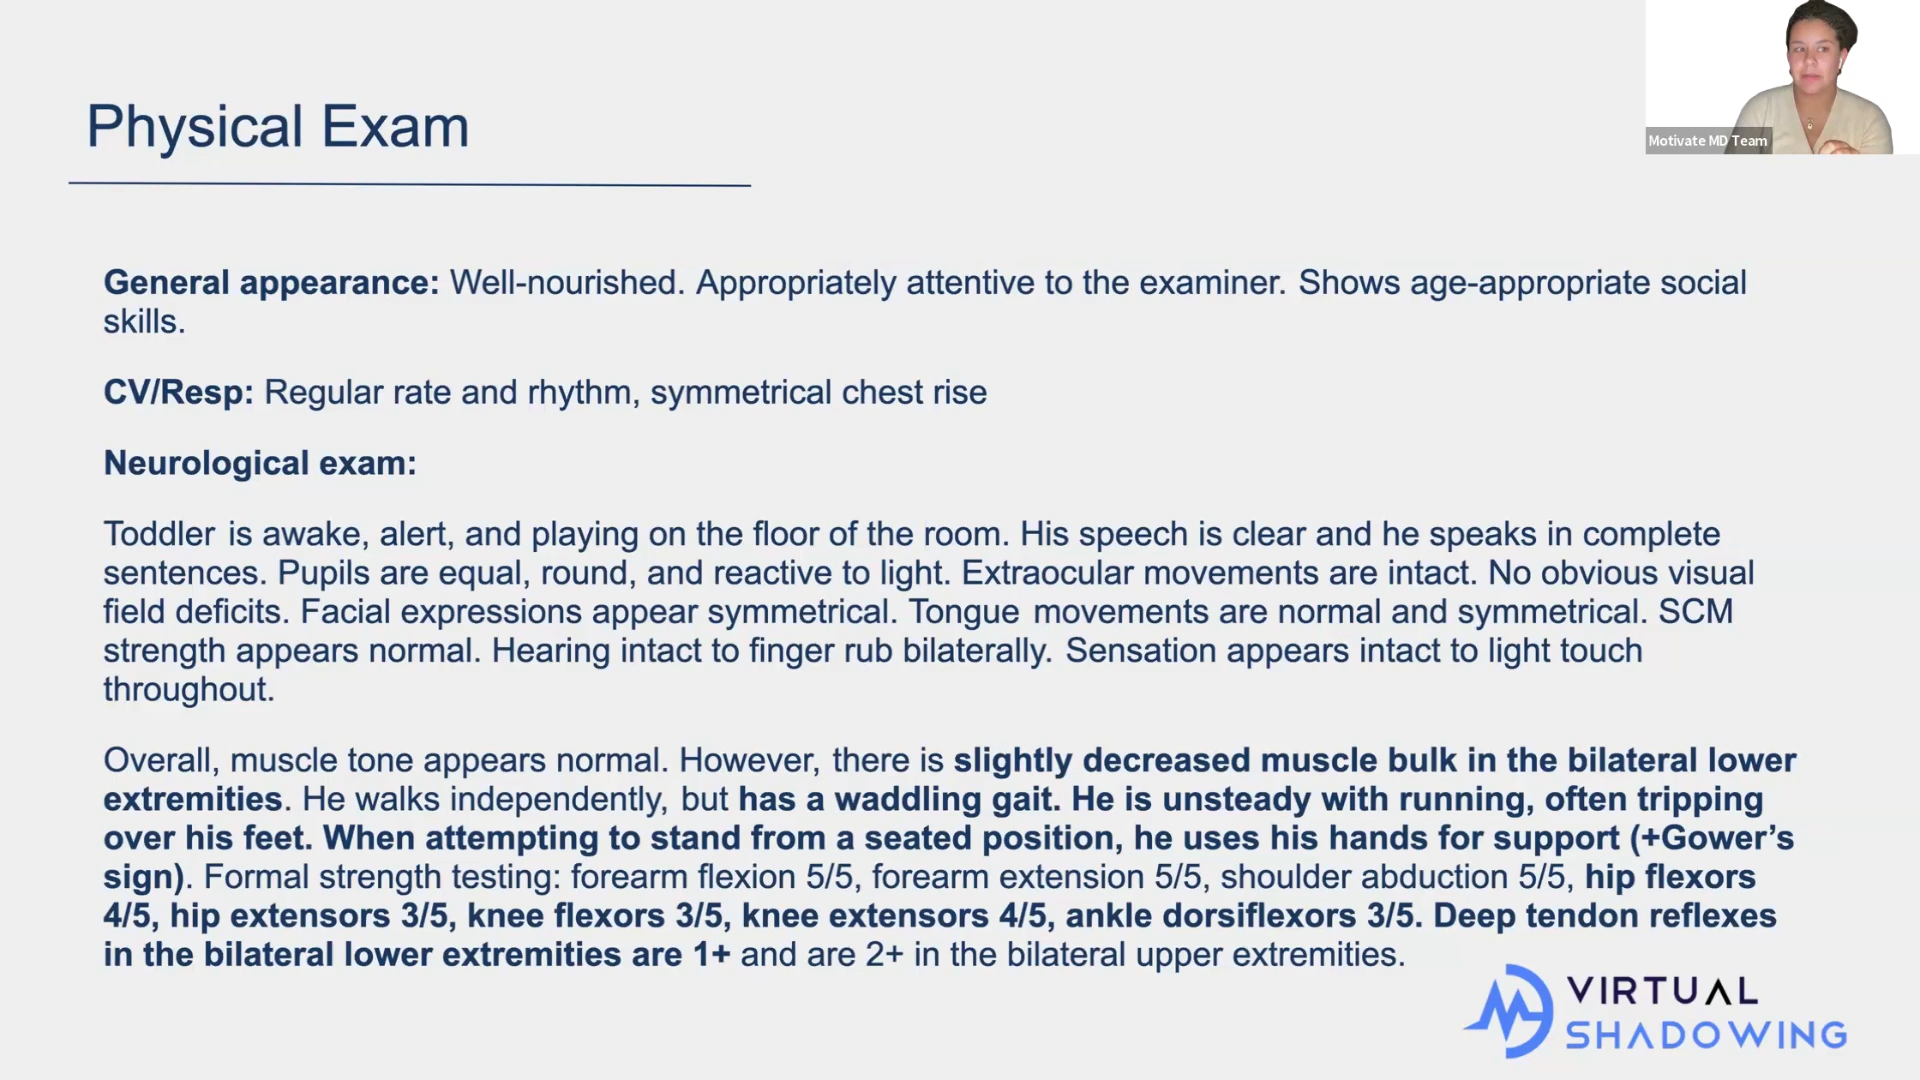 Physical Exam
Motivate MD Team
General appearance: Well-nourished. Appropriately attentive to the examiner. Shows age-appropriate social
skills.
CV/Resp: Regular rate and rhythm, symmetrical chest rise
Neurological exam:
Toddler is awake, alert, and playing on the floor of the room. His speech is clear and he speaks in complete
sentences. Pupils are equal, round, and reactive to light. Extraocular movements are intact. No obvious visual
field deficits. Facial expressions appear symmetrical. Tongue movements are normal and symmetrical. SCM
strength appears normal. Hearing intact to finger rub bilaterally. Sensation appears intact to light touch
throughout.
Overall, muscle tone appears normal. However, there is slightly decreased muscle bulk in the bilateral lower
extremities. He walks independently, but has a waddling gait. He is unsteady with running, often tripping
over his feet. When attempting to stand from a seated position, he uses his hands for support (+Gower’s
sign). Formal strength testing: forearm flexion 5/5, forearm extension 5/5, shoulder abduction 5/5, hip flexors
4/5, hip extensors 3/5, knee flexors 3/5, knee extensors 4/5, ankle dorsiflexors 3/5. Deep tendon reflexes
in the bilateral lower extremities are 1+ and are 2+ in the bilateral upper extremities.
VIRTUAL
SHADOWING